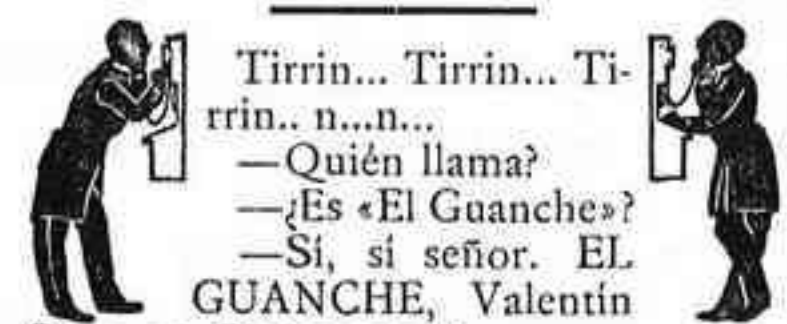 Tirrin... Tirrin... Ti-
rrin.. n...n...
—Quién llama?
—¿Es «El Guanche»?
—Sí, sí señor. EL
GUANCHE, Valentín